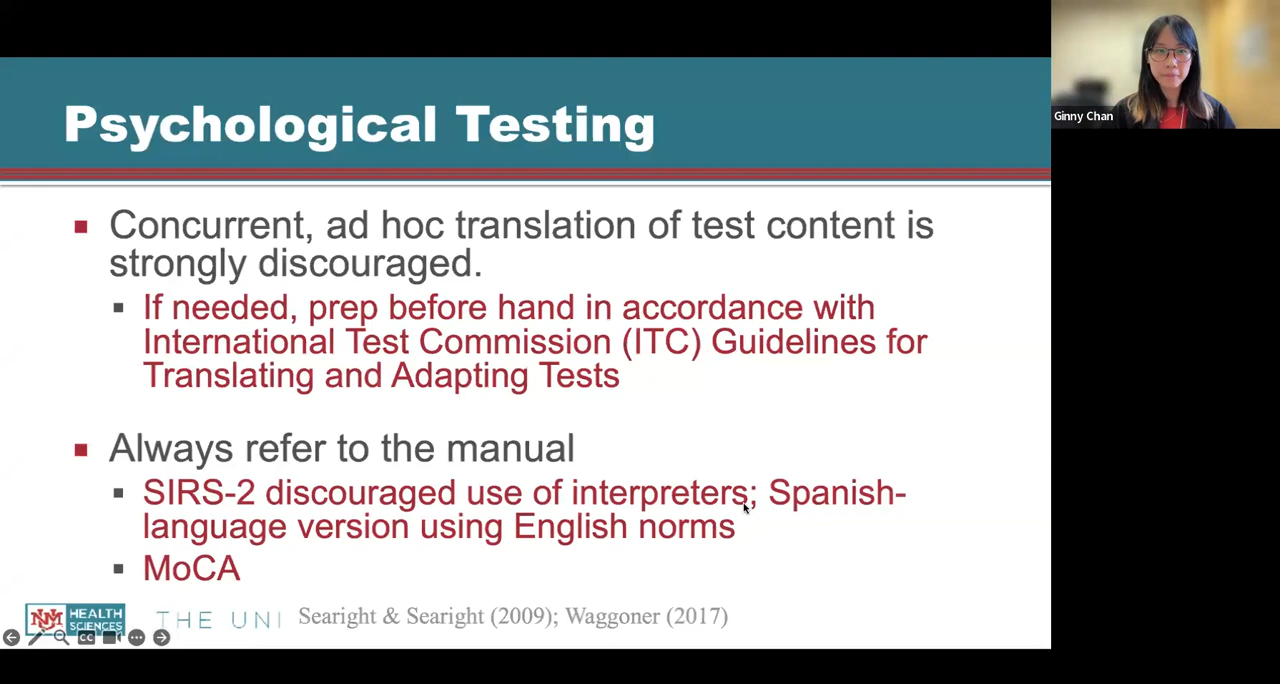 Psychological Testing
Ginny Chan
Concurrent, ad hoc translation of test content is
strongly discouraged.
If needed, prep before hand in accordance with
International Test Commission (ITC) Guidelines for
Translating and Adapting Tests
Always refer to the manual
SIRS-2 discouraged use of interpreters; Spanish-
language version using English norms
MoCA
NM HEALTH
SCIENCES
THE UNI
Searight & Searight (2009); Waggoner (2017)
CC